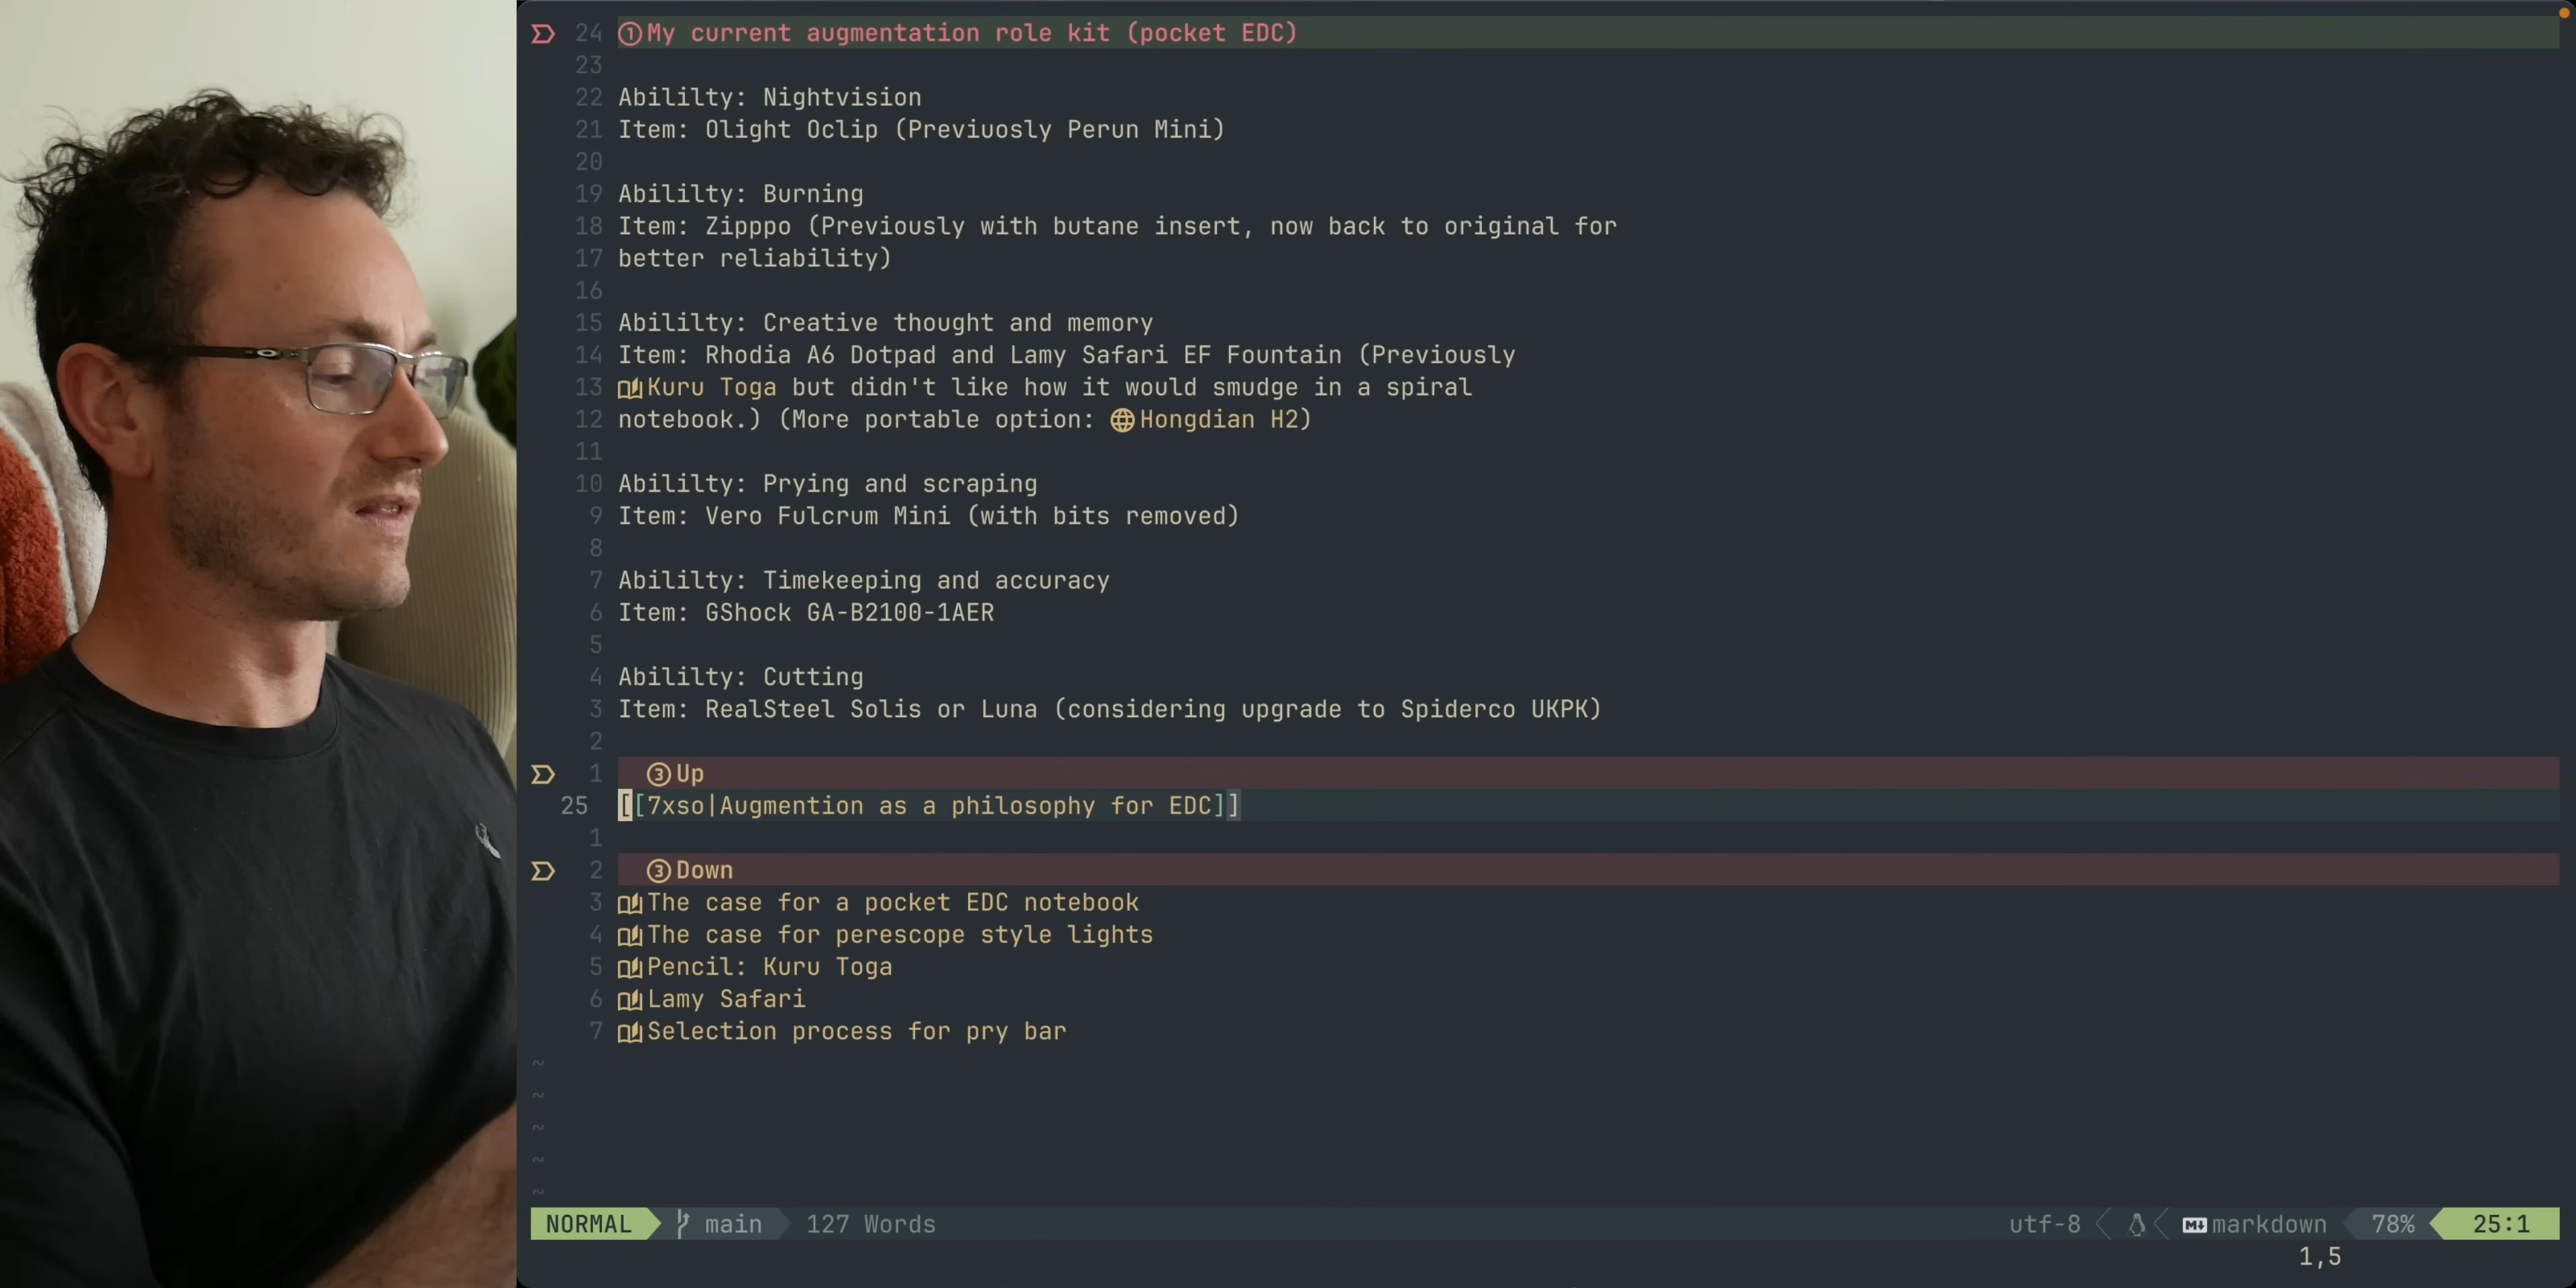 24 ①My current augmentation role kit (pocket EDC)
23
22 Abililty: Nightvision
21 Item: Olight Oclip (Previuosly Perun Mini)
20
19 Abililty: Burning
18 Item: Zipppo (Previously with butane insert, now back to original for
17 better reliability)
16
15 Abililty: Creative thought and memory
14 Item: Rhodia A6 Dotpad and Lamy Safari EF Fountain (Previously
13 Kuru Toga but didn't like how it would smudge in a spiral
12 notebook.) (More portable option: Hongdian H2)
11
10 Abililty: Prying and scraping
9 Item: Vero Fulcrum Mini (with bits removed)
8
7 Abililty: Timekeeping and accuracy
6 Item: GShock GA-B2100-1AER
5
4 Abililty: Cutting
3 Item: RealSteel Solis or Luna (considering upgrade to Spiderco UKPK)
2
1 ③Up
25 [[7xso|Augmention as a philosophy for EDC]]
1
2 ③Down
3 The case for a pocket EDC notebook
4 The case for perescope style lights
5 Pencil: Kuru Toga
6 Lamy Safari
7 Selection process for pry bar
~
~
~
~
~
NORMAL main 127 Words utf-8 M↓ markdown 78% 25:1
1,5